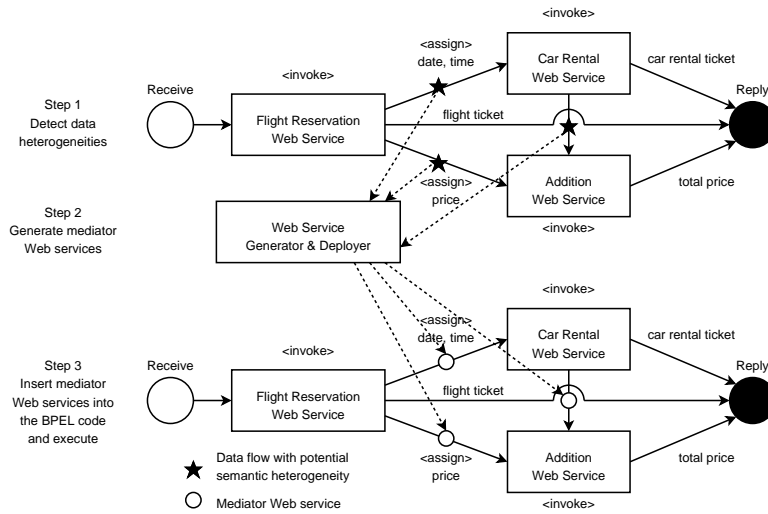 <invoke>
<assign>
date, time
Car Rental
Web Service
car rental ticket
Receive
<invoke>
Reply
Step 1
Detect data
heterogeneities
Flight Reservation
Web Service
flight ticket
<assign>
price
Addition
Web Service
total price
<invoke>
Step 2
Generate mediator
Web services
Web Service
Generator & Deployer
<invoke>
<assign>
date, time
Car Rental
Web Service
car rental ticket
Receive
<invoke>
Reply
Step 3
Insert mediator
Web services into
the BPEL code
and execute
Flight Reservation
Web Service
flight ticket
<assign>
price
Addition
Web Service
total price
<invoke>
Data flow with potential
semantic heterogeneity
Mediator Web service